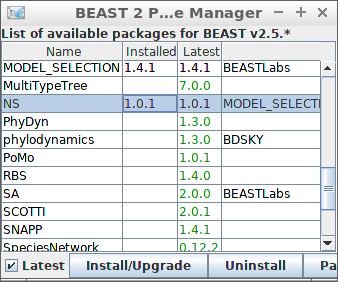 BEAST 2 P...e Manager
List of available packages for BEAST v2.5.*
Name Installed Latest
MODEL_SELECTION 1.4.1 1.4.1 BEASTLabs
MultiTypeTree 7.0.0
NS 1.0.1 1.0.1 MODEL_SELECTI
PhyDyn 1.3.0
phylodynamics 1.3.0 BDSKY
PoMo 1.0.1
RBS 1.4.0
SA 2.0.0 BEASTLabs
SCOTTI 2.0.1
SNAPP 1.4.1
SpeciesNetwork 0.12.2
Latest Install/Upgrade Uninstall Pa